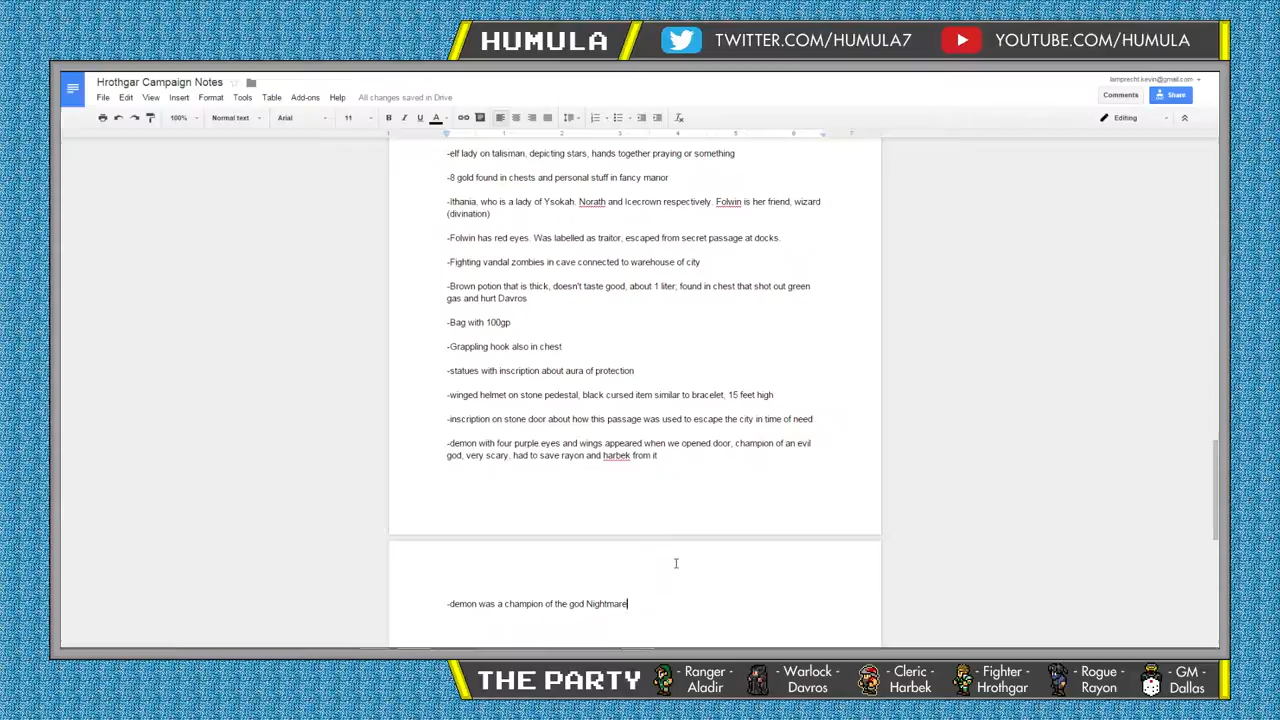 HUMULA
TWITTER.COM/HUMULA7
YOUTUBE.COM/HUMULA
Hrothgar Campaign Notes
lamprecht.kevin@gmail.com
File Edit View Insert Format Tools Table Add-ons Help All changes saved in Drive
Comments
Share
100% Normal text Arial 11 B I U A Editing
1 2 3 4 5 6 7
-elf lady on talisman, depicting stars, hands together praying or something
-8 gold found in chests and personal stuff in fancy manor
-Ithania, who is a lady of Ysokah. Norath and Icecrown respectively. Folwin is her friend, wizard
(divination)
-Folwin has red eyes. Was labelled as traitor, escaped from secret passage at docks.
-Fighting vandal zombies in cave connected to warehouse of city
-Brown potion that is thick, doesn't taste good, about 1 liter, found in chest that shot out green
gas and hurt Davros
-Bag with 100gp
-Grappling hook also in chest
-statues with inscription about aura of protection
-winged helmet on stone pedestal, black cursed item similar to bracelet, 15 feet high
-inscription on stone door about how this passage was used to escape the city in time of need
-demon with four purple eyes and wings appeared when we opened door, champion of an evil
god, very scary, had to save rayon and harbek from it
-demon was a champion of the god Nightmare
THE PARTY
- Ranger -
Aladir
- Warlock -
Davros
- Cleric -
Harbek
- Fighter -
Hrothgar
- Rogue -
Rayon
- GM -
Dallas